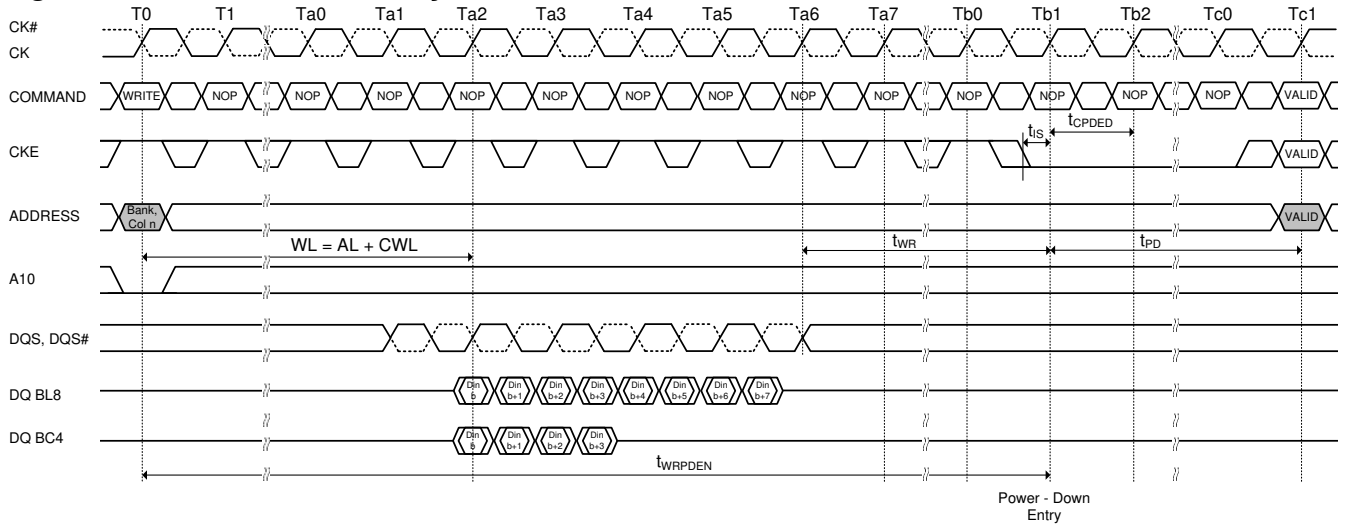 T0 T1 Ta0 Ta1 Ta2 Ta3 Ta4 Ta5 Ta6 Ta7 Tb0 Tb1 Tb2 Tc0 Tc1
CK#
CK
COMMAND WRITE NOP NOP NOP NOP NOP NOP NOP NOP NOP NOP NOP NOP NOP VALID
tIS tCPDED
CKE VALID
ADDRESS Bank, Col n VALID
WL = AL + CWL tWR tPD
A10
DQS, DQS#
DQ BL8 Din b Din b+1 Din b+2 Din b+3 Din b+4 Din b+5 Din b+6 Din b+7
DQ BC4 Din b Din b+1 Din b+2 Din b+3
tWRPDEN
Power - Down
Entry